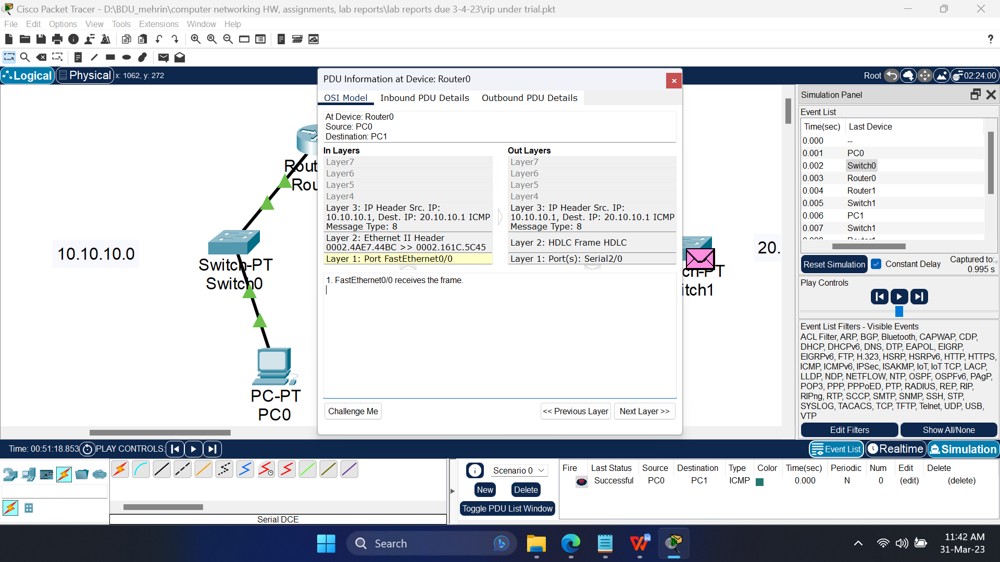 Cisco Packet Tracer - D:\BDU_mehrin\computer networking HW, assignments, lab reports\lab reports due 3-4-23\rip under trial.pkt
File Edit Options View Tools Extensions Window Help
?
Logical Physical x: 1062, y: 272
Root 02:24:00
PDU Information at Device: Router0
OSI Model Inbound PDU Details Outbound PDU Details
At Device: Router0
Source: PC0
Destination: PC1
In Layers
Layer7
Layer6
Layer5
Layer4
Layer 3: IP Header Src. IP:
10.10.10.1, Dest. IP: 20.10.10.1 ICMP
Message Type: 8
Layer 2: Ethernet II Header
0002.4AE7.44BC >> 0002.161C.5C45
Layer 1: Port FastEthernet0/0
Out Layers
Layer7
Layer6
Layer5
Layer4
Layer 3: IP Header Src. IP:
10.10.10.1, Dest. IP: 20.10.10.1 ICMP
Message Type: 8
Layer 2: HDLC Frame HDLC
Layer 1: Port(s): Serial2/0
1. FastEthernet0/0 receives the frame.
Challenge Me
<< Previous Layer
Next Layer >>
Rout
Rou
10.10.10.0
Switch-PT
Switch0
PC-PT
PC0
20.
ch-PT
itch1
Simulation Panel
Event List
Time(sec) Last Device
0.000 --
0.001 PC0
0.002 Switch0
0.003 Router0
0.004 Router1
0.005 Switch1
0.006 PC1
0.007 Switch1
Reset Simulation
Constant Delay
Captured to:
0.995 s
Play Controls
Event List Filters - Visible Events
ACL Filter, ARP, BGP, Bluetooth, CAPWAP, CDP,
DHCP, DHCPv6, DNS, DTP, EAPOL, EIGRP,
EIGRPv6, FTP, H.323, HSRP, HSRPv6, HTTP, HTTPS,
ICMP, ICMPv6, IPSec, ISAKMP, IoT, IoT TCP, LACP,
LLDP, NDP, NETFLOW, NTP, OSPF, OSPFv6, PAgP,
POP3, PPP, PPPoED, PTP, RADIUS, REP, RIP,
RIPng, RTP, SCCP, SMTP, SNMP, SSH, STP,
SYSLOG, TACACS, TCP, TFTP, Telnet, UDP, USB,
VTP
Edit Filters
Show All/None
Time: 00:51:18.853 PLAY CONTROLS:
Event List Realtime Simulation
Serial DCE
Scenario 0
New
Delete
Toggle PDU List Window
Fire Last Status Source Destination Type Color Time(sec) Periodic Num Edit Delete
Successful PC0 PC1 ICMP 0.000 N 0 (edit) (delete)
Search
11:42 AM
31-Mar-23